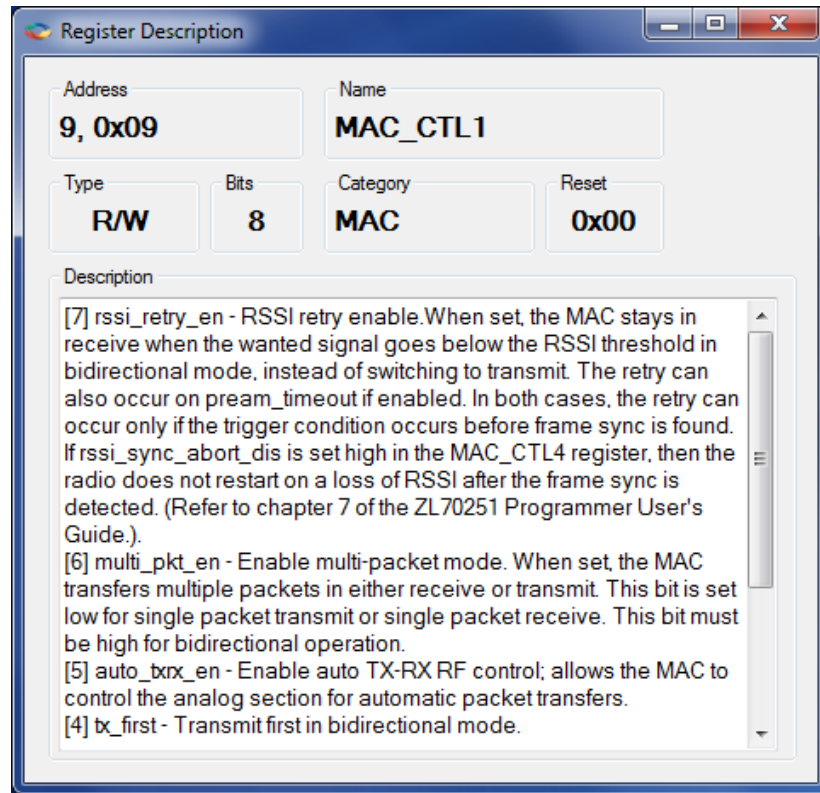 Register Description
Address
9, 0x09
Name
MAC_CTL1
Type
R/W
Bits
8
Category
MAC
Reset
0x00
Description
[7] rssi_retry_en - RSSI retry enable.When set, the MAC stays in
receive when the wanted signal goes below the RSSI threshold in
bidirectional mode, instead of switching to transmit. The retry can
also occur on pream_timeout if enabled. In both cases, the retry can
occur only if the trigger condition occurs before frame sync is found.
If rssi_sync_abort_dis is set high in the MAC_CTL4 register, then the
radio does not restart on a loss of RSSI after the frame sync is
detected. (Refer to chapter 7 of the ZL70251 Programmer User's
Guide.).
[6] multi_pkt_en - Enable multi-packet mode. When set, the MAC
transfers multiple packets in either receive or transmit. This bit is set
low for single packet transmit or single packet receive. This bit must
be high for bidirectional operation.
[5] auto_txrx_en - Enable auto TX-RX RF control; allows the MAC to
control the analog section for automatic packet transfers.
[4] tx_first - Transmit first in bidirectional mode.